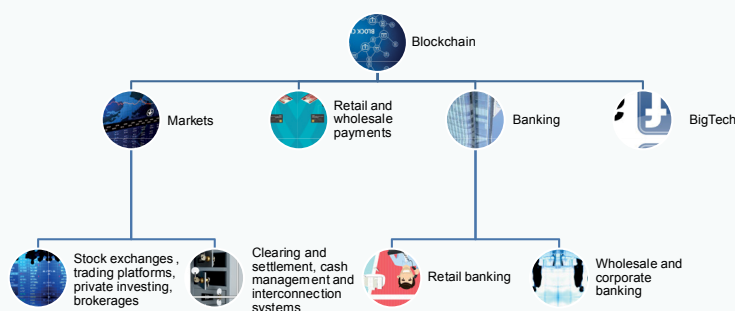 Blockchain
Markets
Retail and
wholesale
payments
Banking
BigTech
Stock exchanges,
trading platforms,
private investing,
brokerages
Clearing and
settlement, cash
management and
interconnection
systems
Retail banking
Wholesale and
corporate
banking